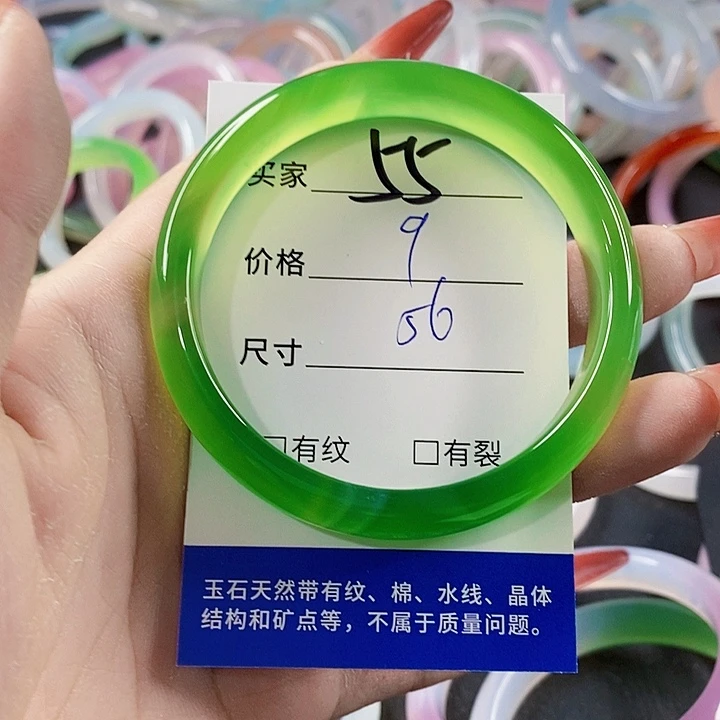 买家 55
价格 9
尺寸 56
□有纹 □有裂
玉石天然带有纹、棉、水线、晶体
结构和矿点等，不属于质量问题。